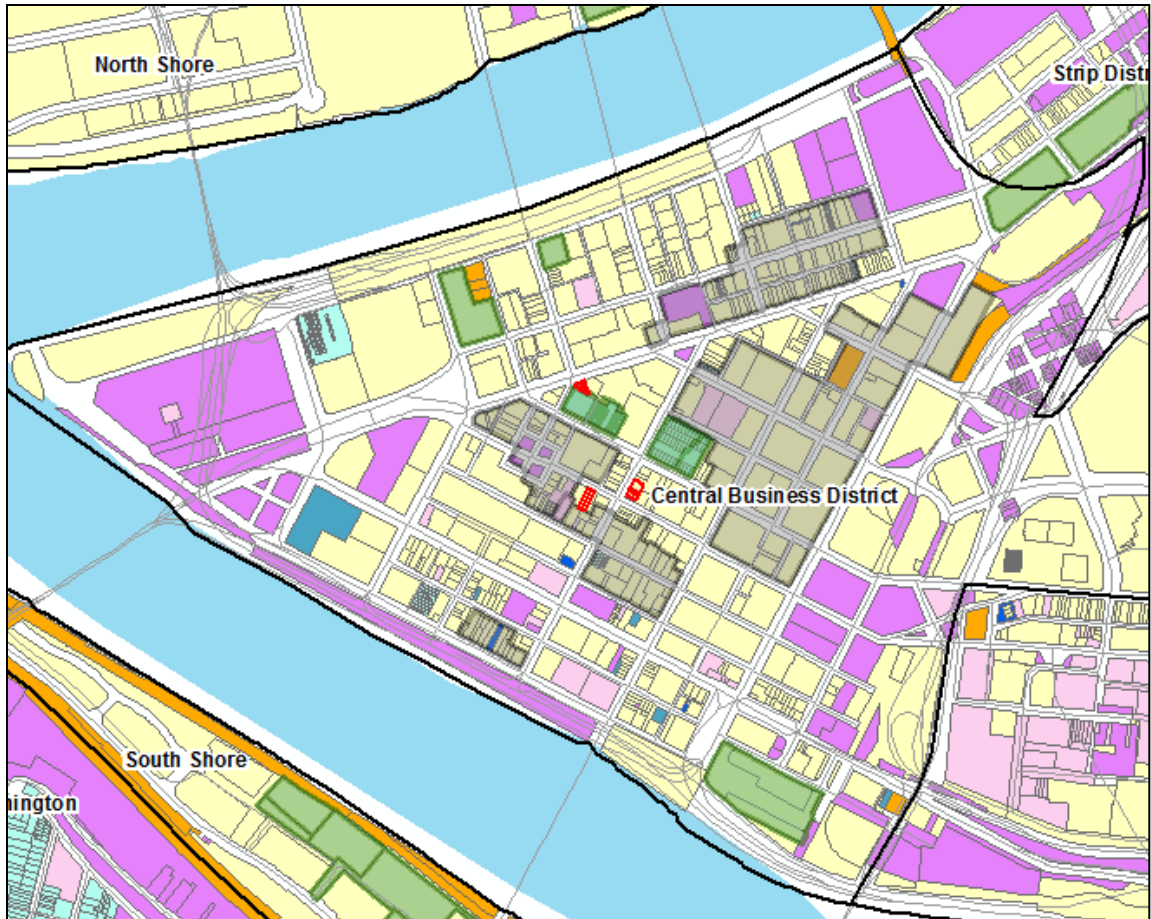 North Shore
Strip Distr
Central Business District
South Shore
hington